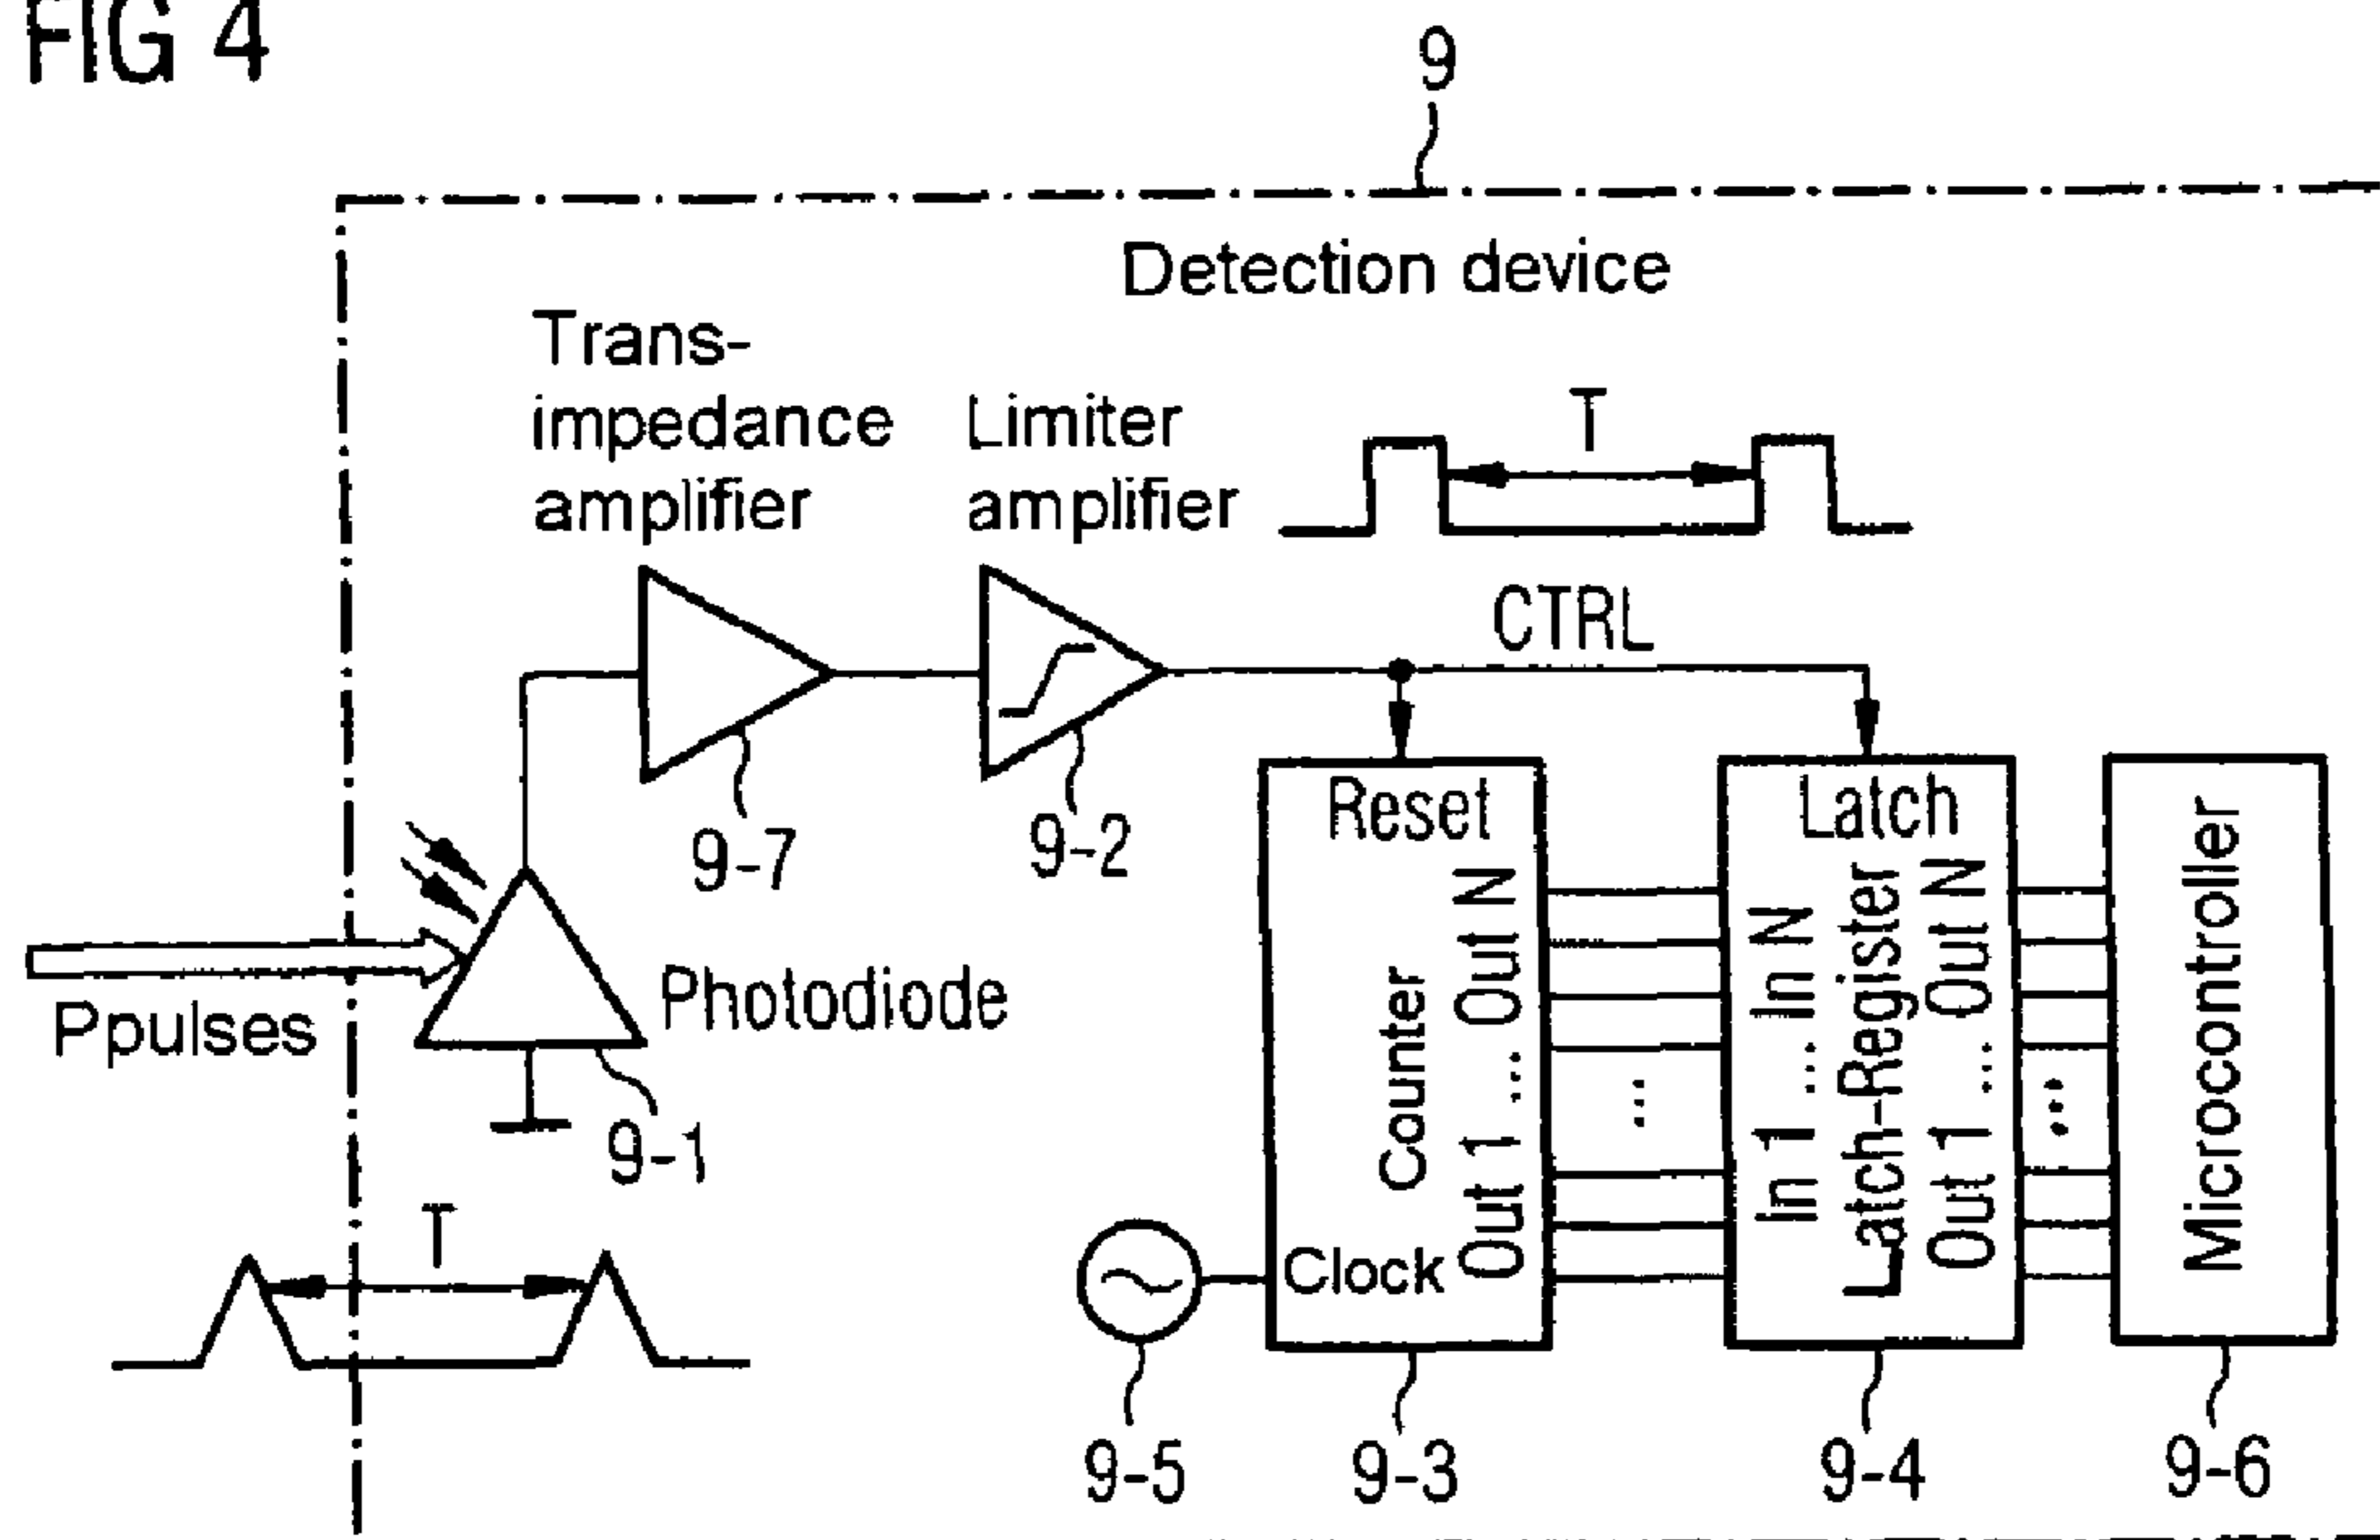 FIG 4
9
Detection device
Trans-
impedance
amplifier
Limiter
amplifier
T
CTRL
9-7
9-2
Reset
Latch
Ppulses
Photodiode
9-1
T
Counter
Out 1 ... Out N
Clock
In 1 ... In N
Latch-Register
Out 1 ... Out N
...
...
Microcontroller
9-5
9-3
9-4
9-6